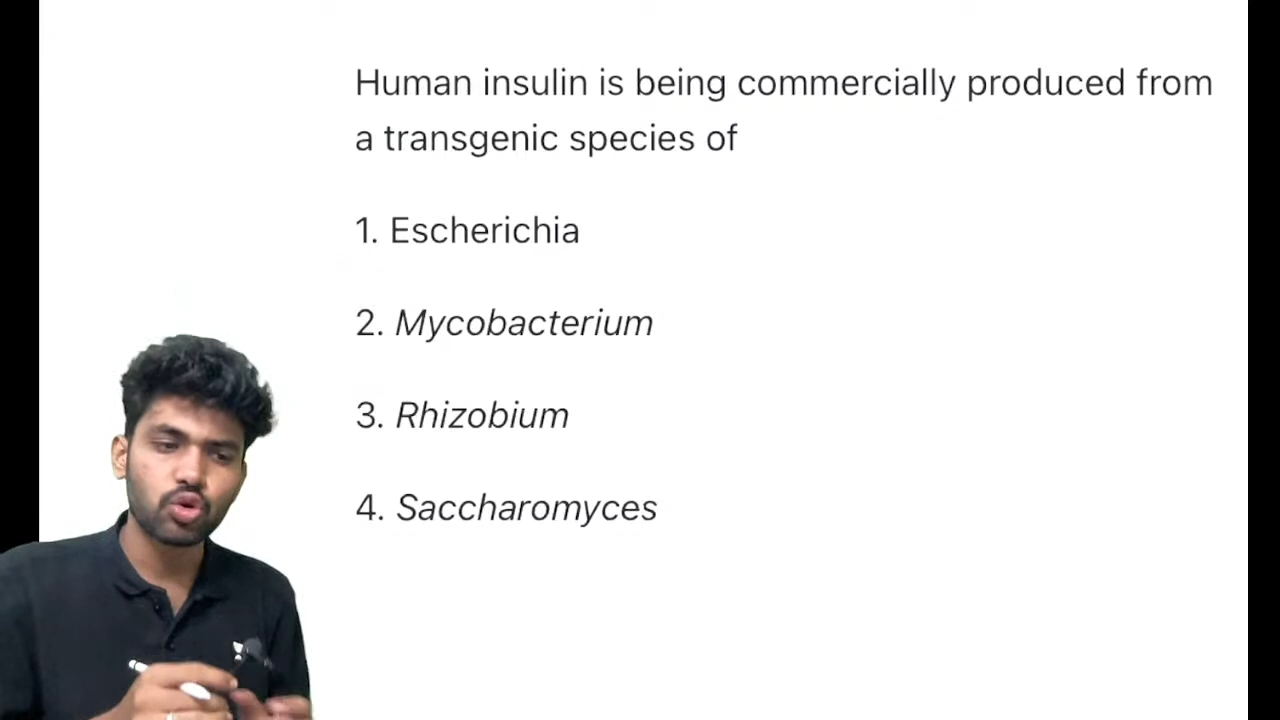 Human insulin is being commercially produced from
a transgenic species of
1. Escherichia
2. Mycobacterium
3. Rhizobium
4. Saccharomyces